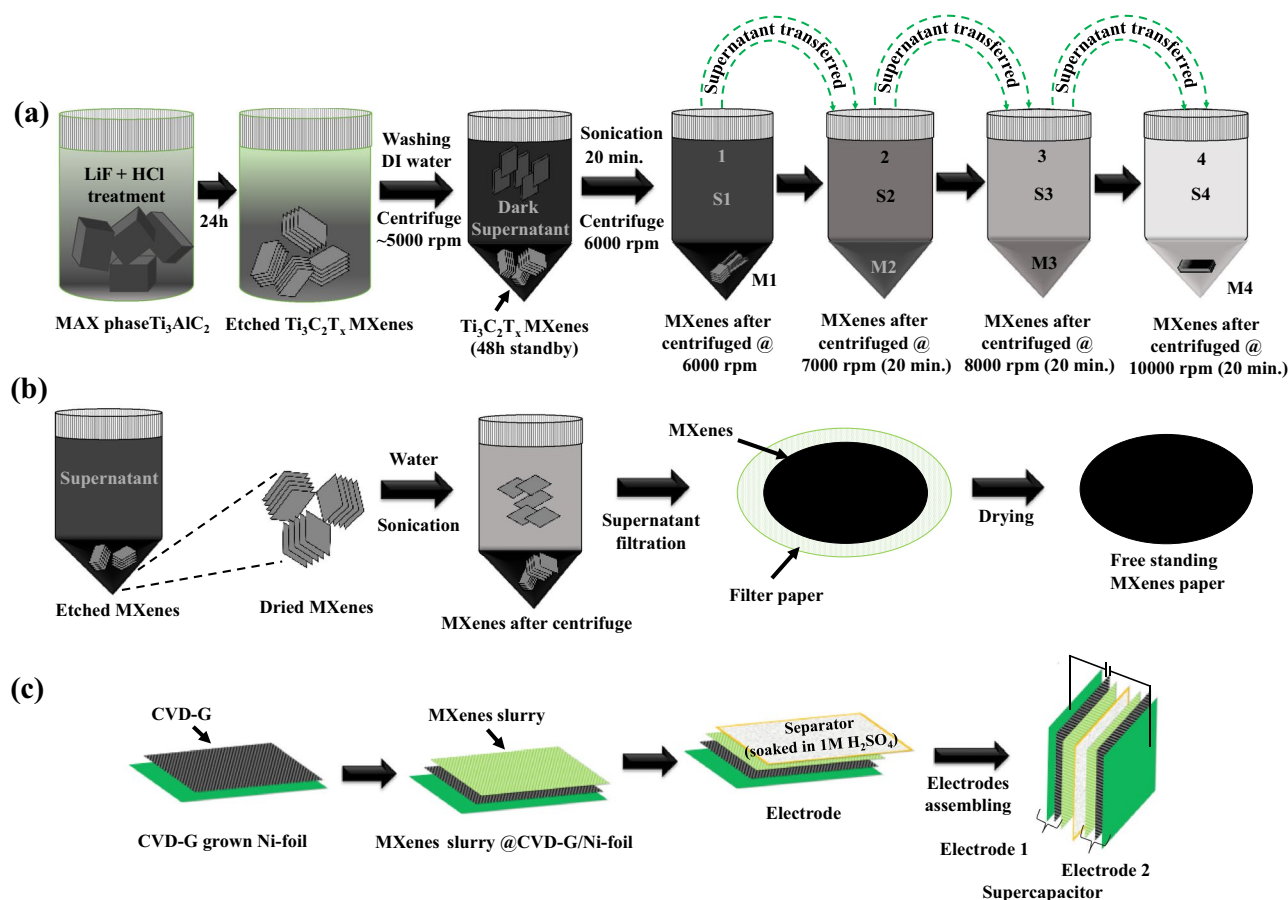 (a)
LiF + HCl
treatment
MAX phaseTi₃AlC₂
24h
Etched Ti₃C₂Tₓ MXenes
Washing
DI water
Centrifuge
~5000 rpm
Dark
Supernatant
Ti₃C₂Tₓ MXenes
(48h standby)
Sonication
20 min.
Centrifuge
6000 rpm
Supernatant transferred
Supernatant transferred
Supernatant transferred
1
S1
M1
MXenes after
centrifuged @
6000 rpm
2
S2
M2
MXenes after
centrifuged @
7000 rpm (20 min.)
3
S3
M3
MXenes after
centrifuged @
8000 rpm (20 min.)
4
S4
M4
MXenes after
centrifuged @
10000 rpm (20 min.)
(b)
Supernatant
Etched MXenes
Dried MXenes
Water
Sonication
MXenes after centrifuge
Supernatant
filtration
MXenes
Filter paper
Drying
Free standing
MXenes paper
(c)
CVD-G
CVD-G grown Ni-foil
MXenes slurry
MXenes slurry @CVD-G/Ni-foil
Separator
(soaked in 1M H₂SO₄)
Electrode
Electrodes
assembling
Electrode 1
Electrode 2
Supercapacitor